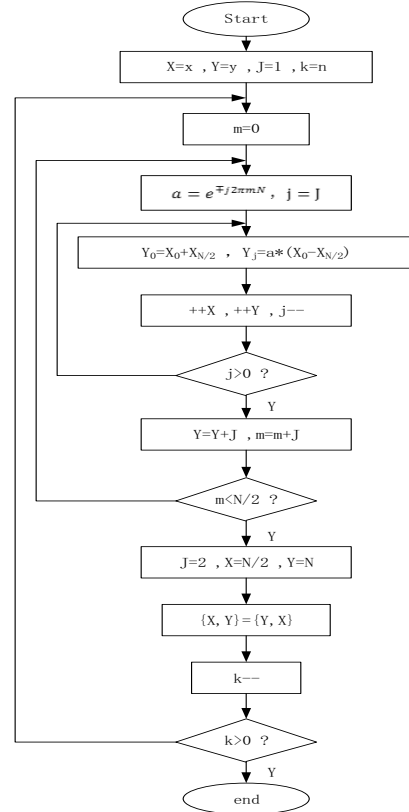 Start
X=x ,Y=y ,J=1 ,k=n
m=0
a = e^{∓j2πmN}, j = J
Y₀=X₀+X_{N/2} , Y_j=a*(X₀−X_{N/2})
++X ,++Y ,j--
j>0 ?
Y
Y=Y+J ,m=m+J
m<N/2 ?
Y
J=2 ,X=N/2 ,Y=N
{X,Y}={Y,X}
k--
k>0 ?
Y
end